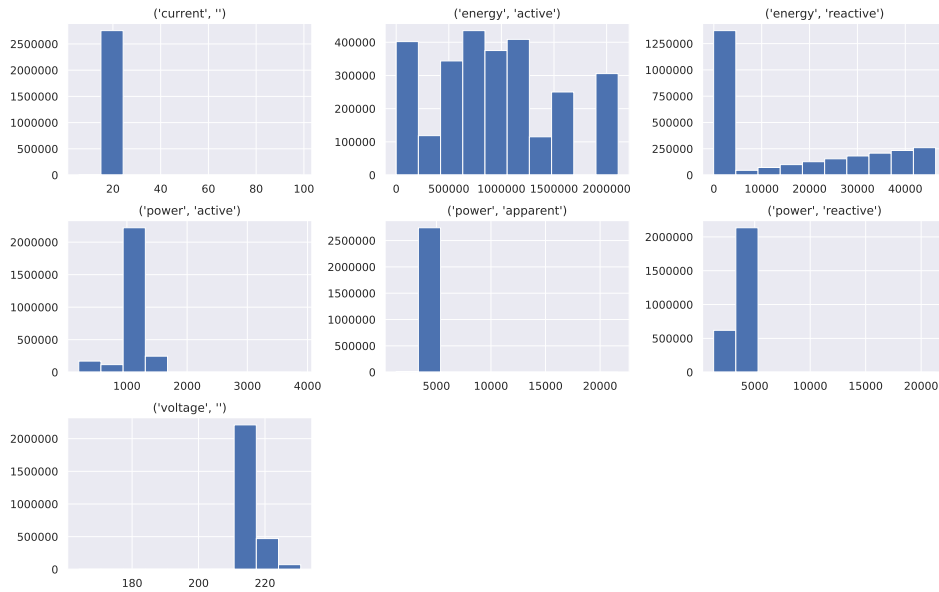 ('current', '')
2500000
2000000
1500000
1000000
500000
0
20 40 60 80 100
('energy', 'active')
400000
300000
200000
100000
0
0 500000 1000000 1500000 2000000
('energy', 'reactive')
1250000
1000000
750000
500000
250000
0
0 10000 20000 30000 40000
('power', 'active')
2000000
1500000
1000000
500000
0
1000 2000 3000 4000
('power', 'apparent')
2500000
2000000
1500000
1000000
500000
0
5000 10000 15000 20000
('power', 'reactive')
2000000
1500000
1000000
500000
0
5000 10000 15000 20000
('voltage', '')
2000000
1500000
1000000
500000
0
180 200 220